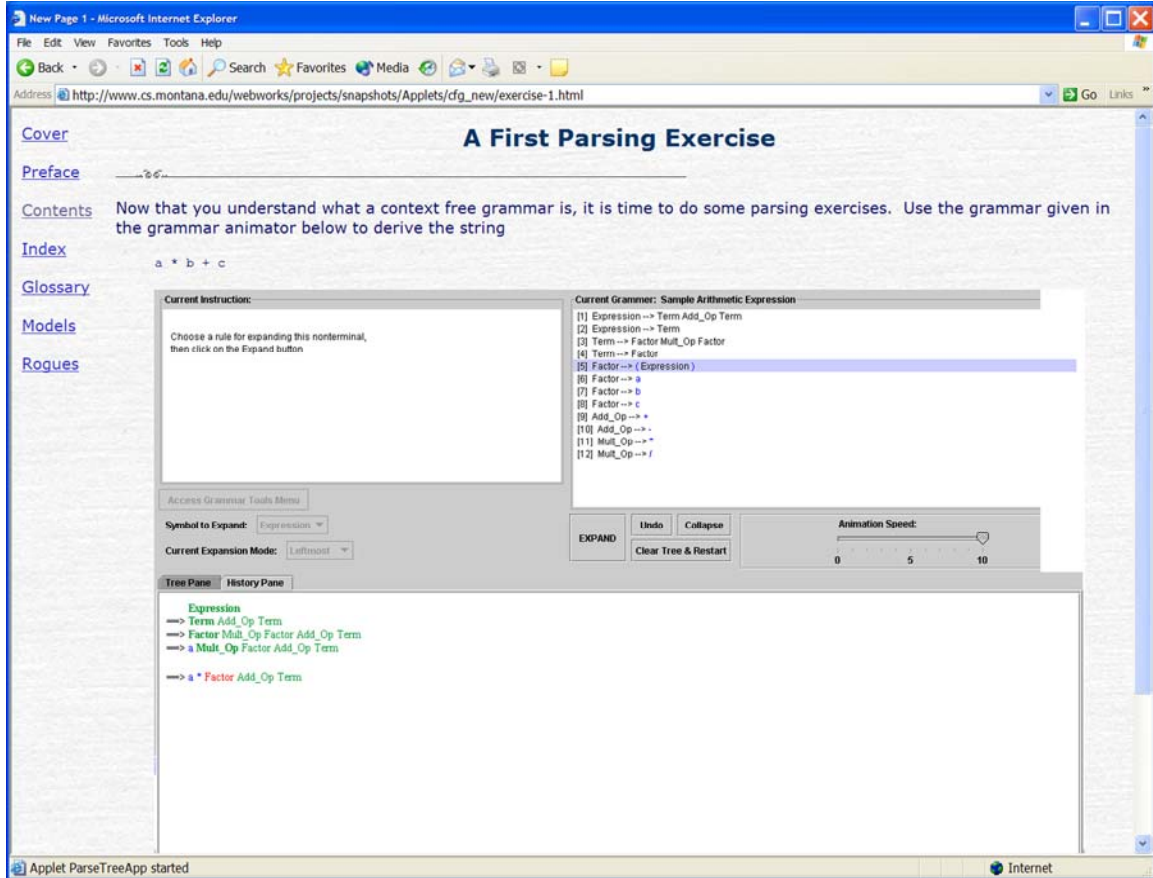 New Page 1 - Microsoft Internet Explorer
File Edit View Favorites Tools Help
Back Search Favorites Media
Address http://www.cs.montana.edu/webworks/projects/snapshots/Applets/cfg_new/exercise-1.html Go Links »
Cover
Preface
Contents
Index
Glossary
Models
Rogues
A First Parsing Exercise
Now that you understand what a context free grammar is, it is time to do some parsing exercises. Use the grammar given in
the grammar animator below to derive the string
a * b + c
Current Instruction:
Choose a rule for expanding this nonterminal,
then click on the Expand button
Current Grammer: Sample Arithmetic Expression
[1] Expression --> Term Add_Op Term
[2] Expression --> Term
[3] Term --> Factor Mult_Op Factor
[4] Term --> Factor
[5] Factor --> ( Expression )
[6] Factor --> a
[7] Factor --> b
[8] Factor --> c
[9] Add_Op --> +
[10] Add_Op --> -
[11] Mult_Op --> *
[12] Mult_Op --> /
Access Grammar Tools Menu
Symbol to Expand: Expression
Current Expansion Mode: Leftmost
EXPAND
Undo Collapse
Clear Tree & Restart
Animation Speed:
0 5 10
Tree Pane History Pane
Expression
==> Term Add_Op Term
==> Factor Mult_Op Factor Add_Op Term
==> a Mult_Op Factor Add_Op Term
==> a * Factor Add_Op Term
Applet ParseTreeApp started Internet